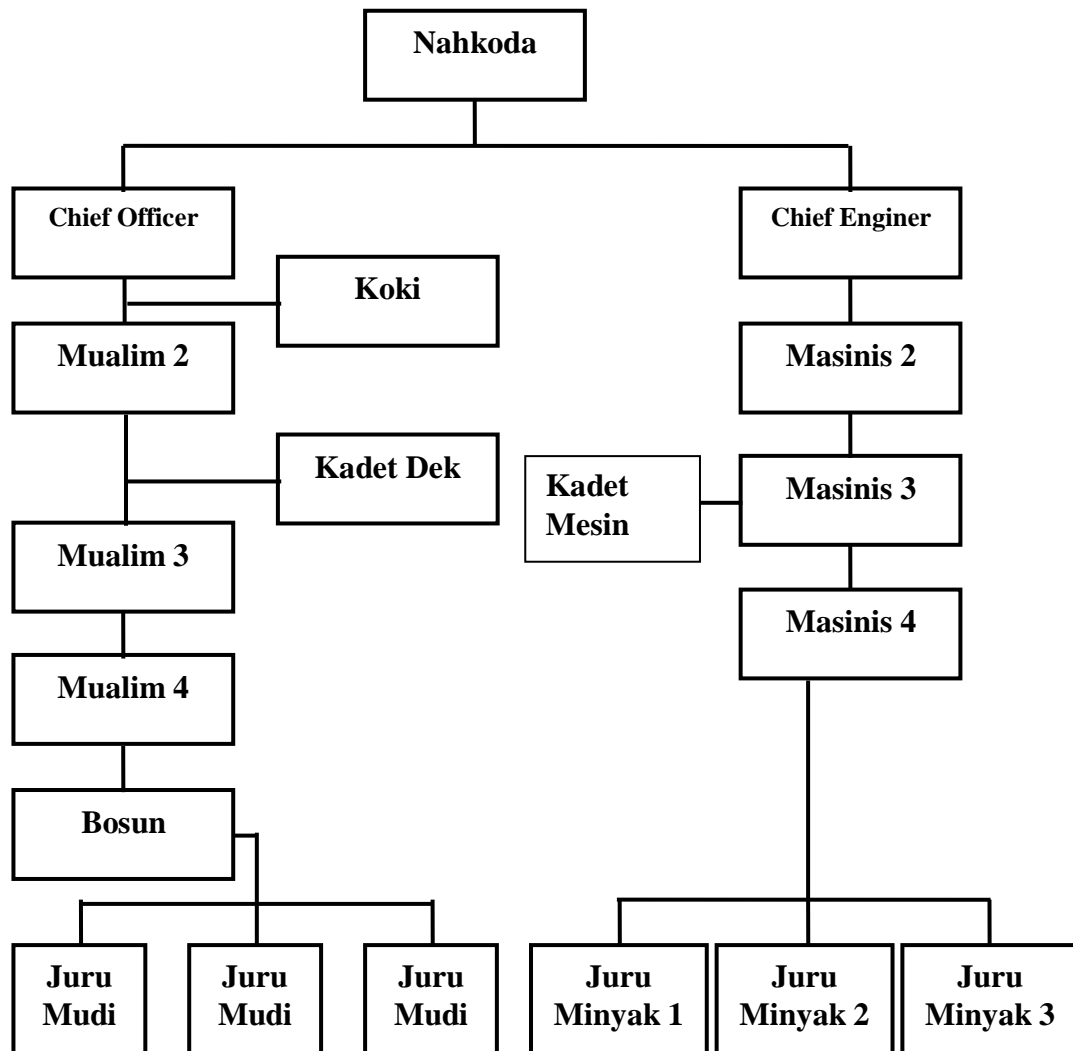 Nahkoda
Chief Officer
Chief Enginer
Koki
Mualim 2
Masinis 2
Kadet Dek
Kadet
Mesin
Masinis 3
Mualim 3
Masinis 4
Mualim 4
Bosun
Juru
Mudi
Juru
Mudi
Juru
Mudi
Juru
Minyak 1
Juru
Minyak 2
Juru
Minyak 3